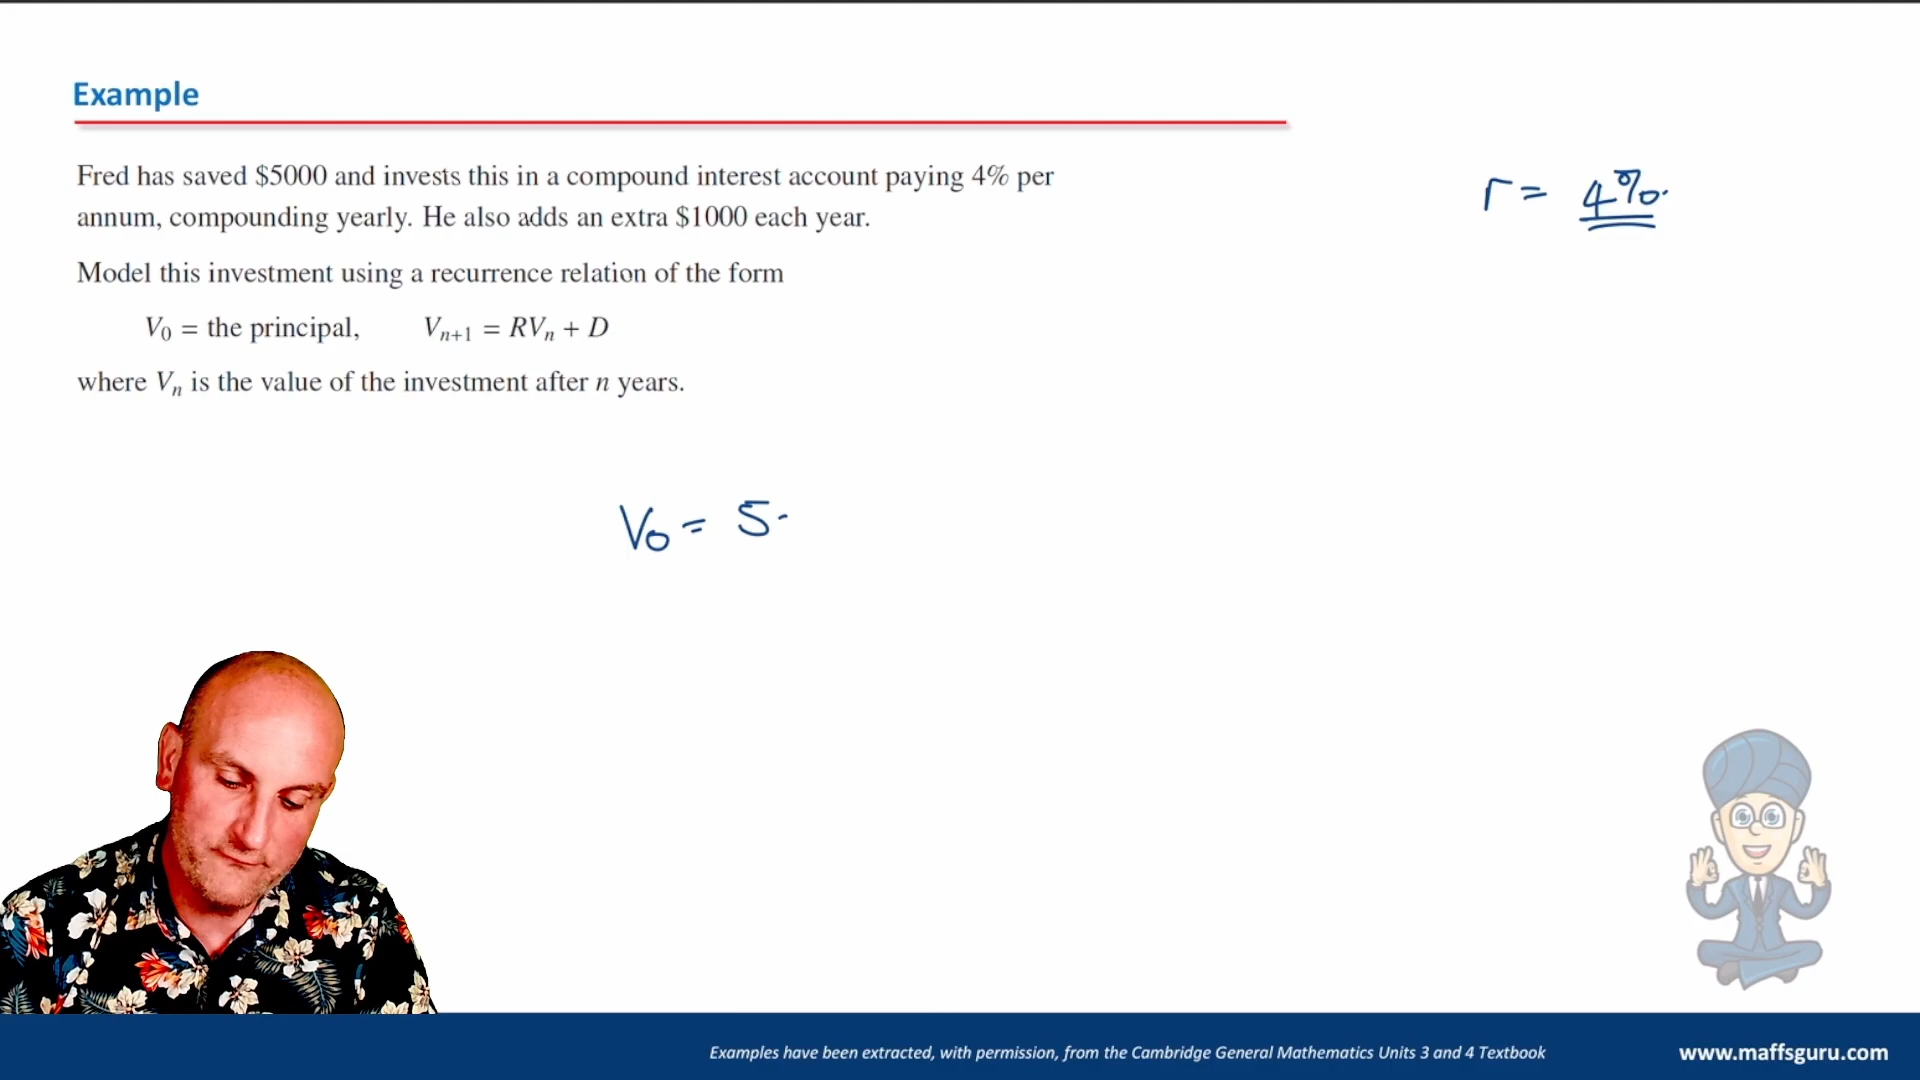 Example
Fred has saved $5000 and invests this in a compound interest account paying 4% per
annum, compounding yearly. He also adds an extra $1000 each year.
r = 4%.
Model this investment using a recurrence relation of the form
V₀ = the principal, Vₙ₊₁ = RVₙ + D
where Vₙ is the value of the investment after n years.
V₀ = 5
Examples have been extracted, with permission, from the Cambridge General Mathematics Units 3 and 4 Textbook
www.maffsguru.com